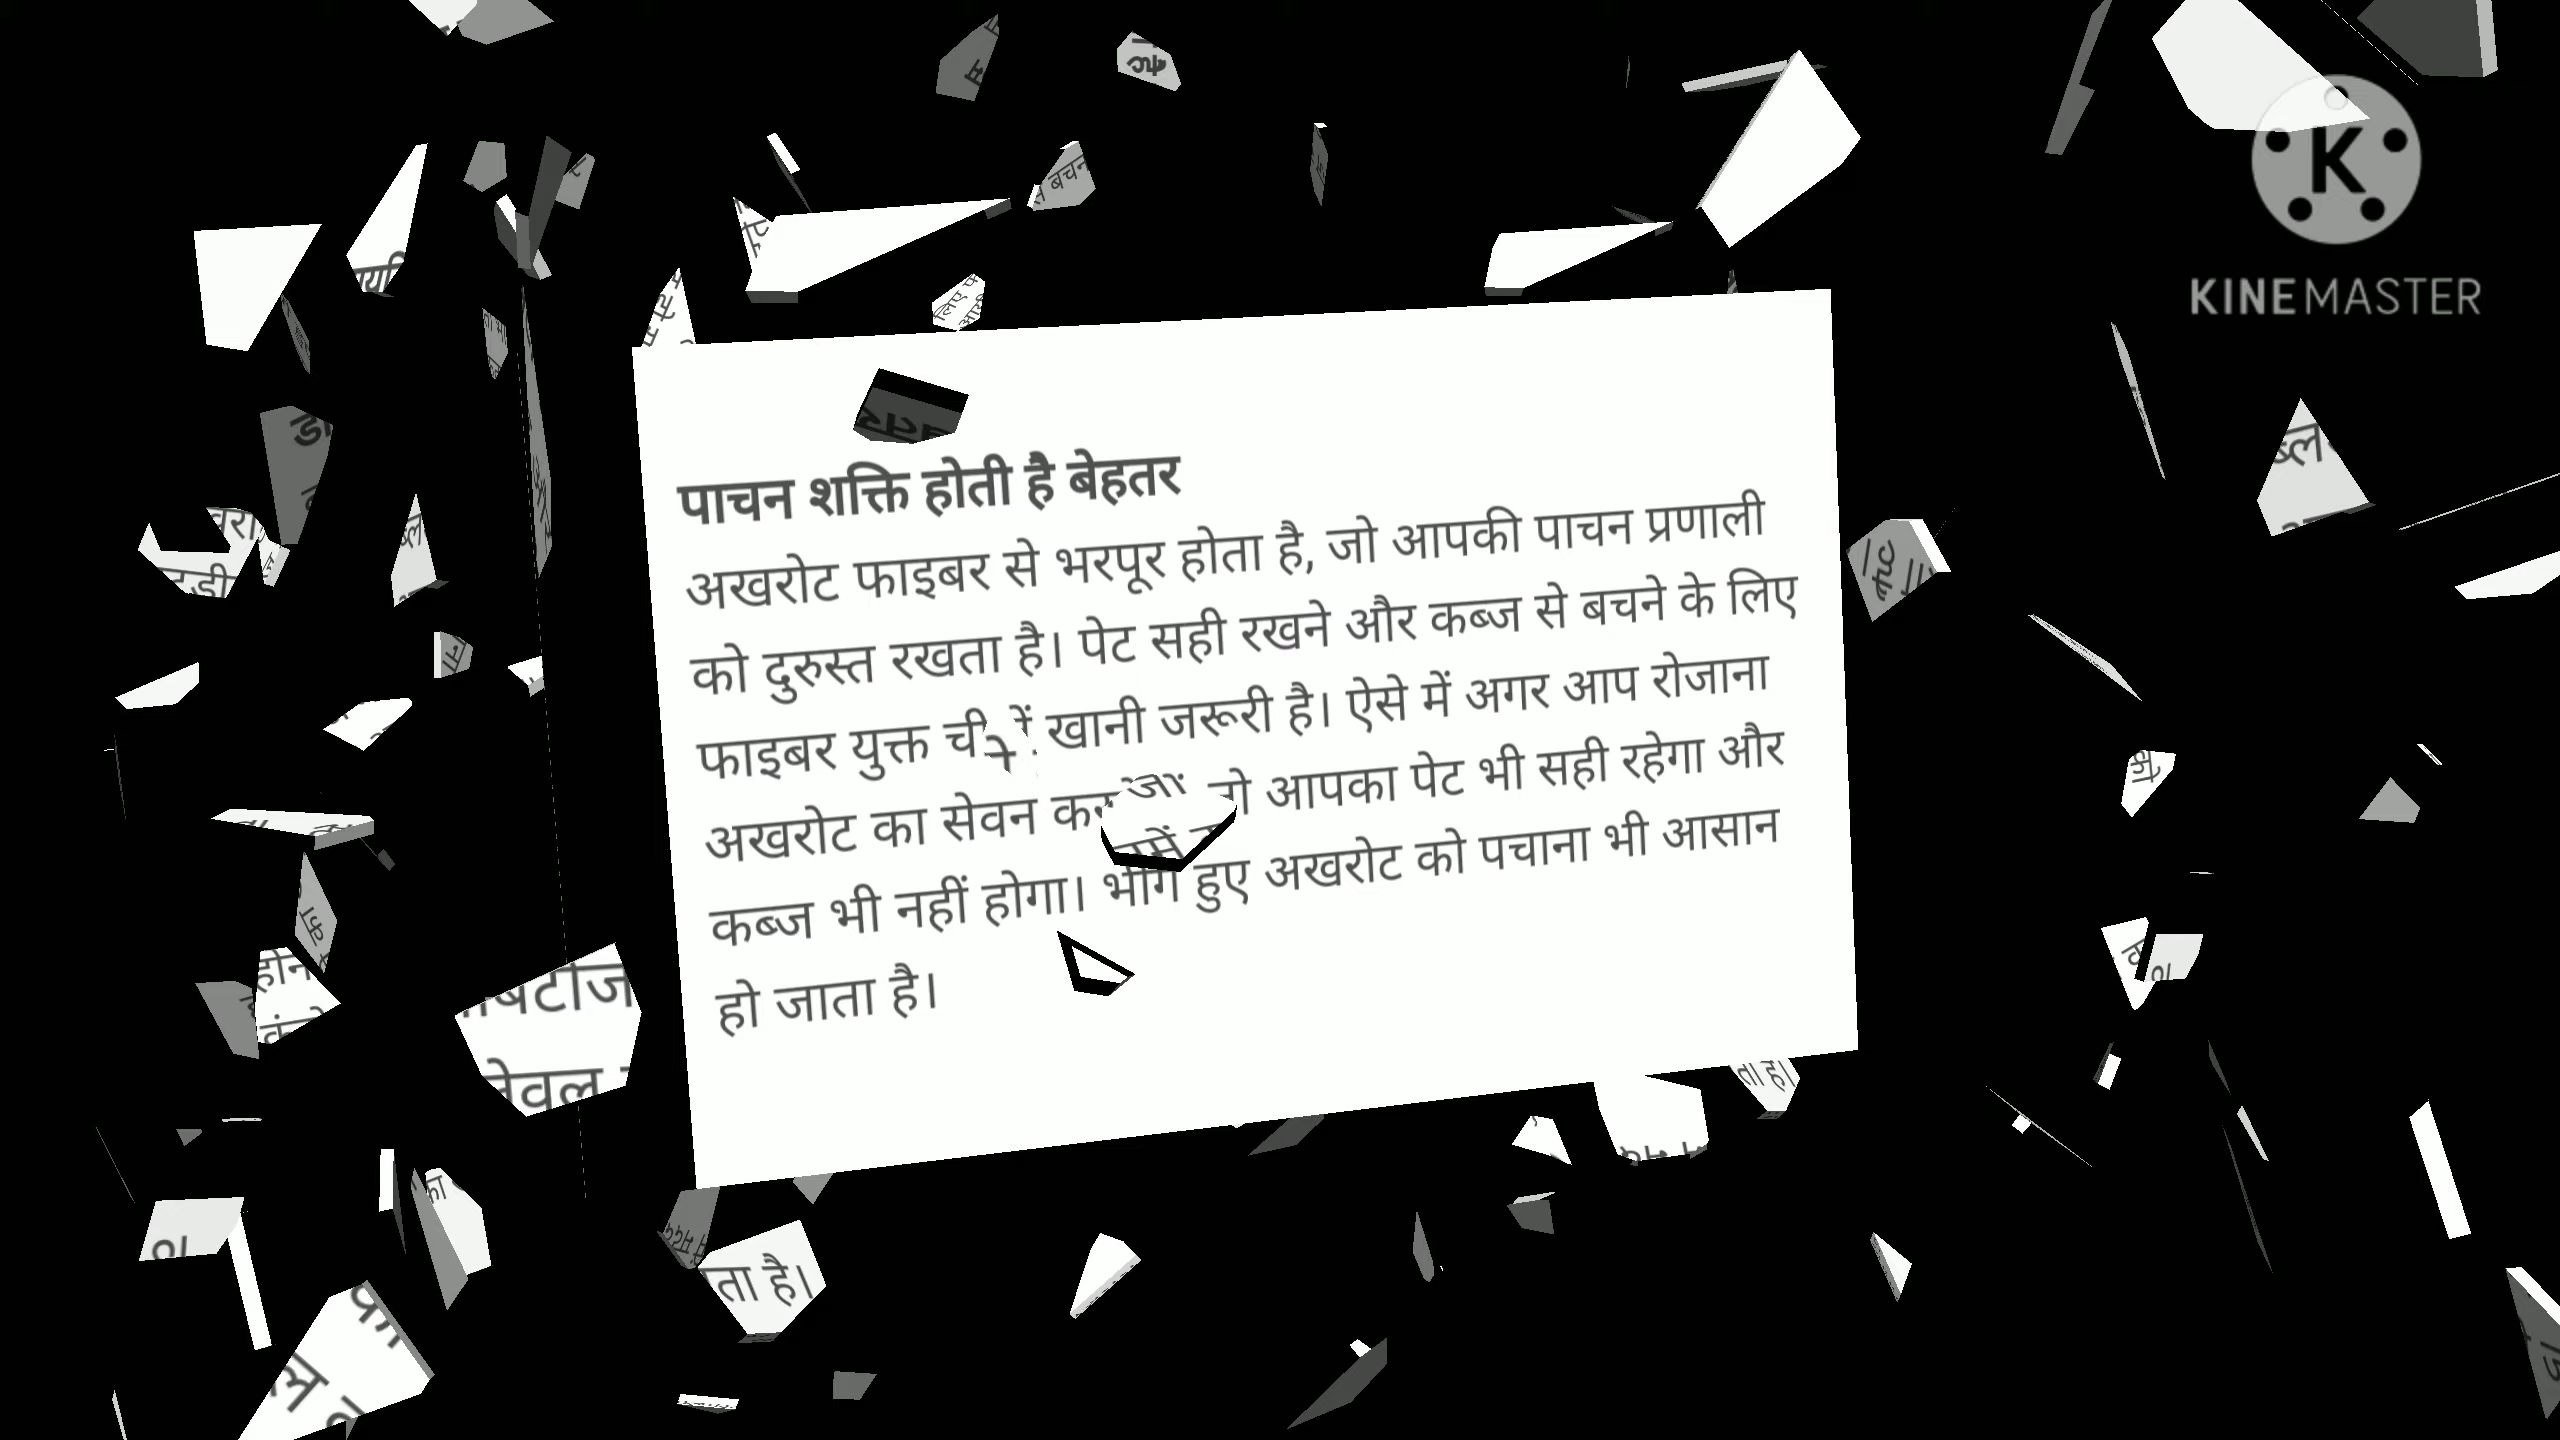 KINEMASTER
पाचन शक्ति होती है बेहतर
अखरोट फाइबर से भरपूर होता है, जो आपकी पाचन प्रणाली
को दुरुस्त रखता है। पेट सही रखने और कब्ज से बचने के लिए
फाइबर युक्त खानी जरूरी है। ऐसे में अगर आप रोजाना
अखरोट का सेवन आपका पेट भी सही रहेगा और
कब्ज भी नहीं होगा। हुए अखरोट को पचाना भी आसान
हो जाता है।
ता है।